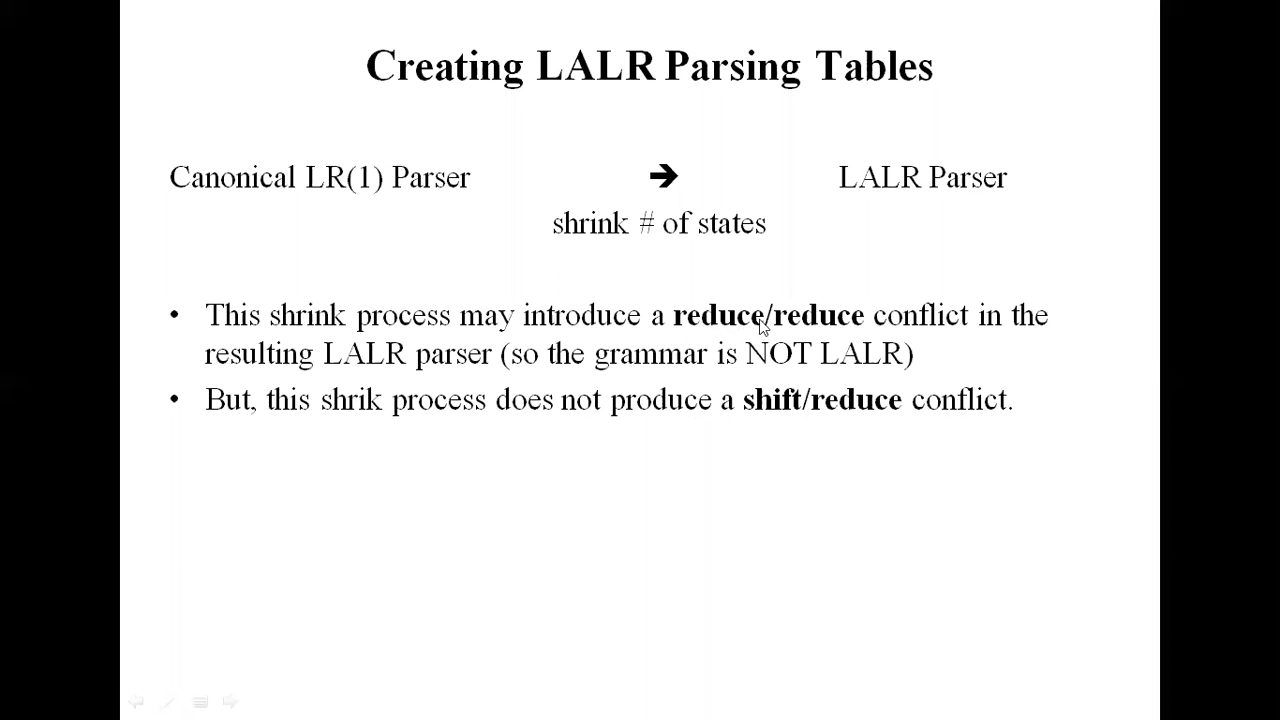 Creating LALR Parsing Tables
Canonical LR(1) Parser ➔ LALR Parser
shrink # of states
• This shrink process may introduce a reduce/reduce conflict in the
resulting LALR parser (so the grammar is NOT LALR)
• But, this shrik process does not produce a shift/reduce conflict.